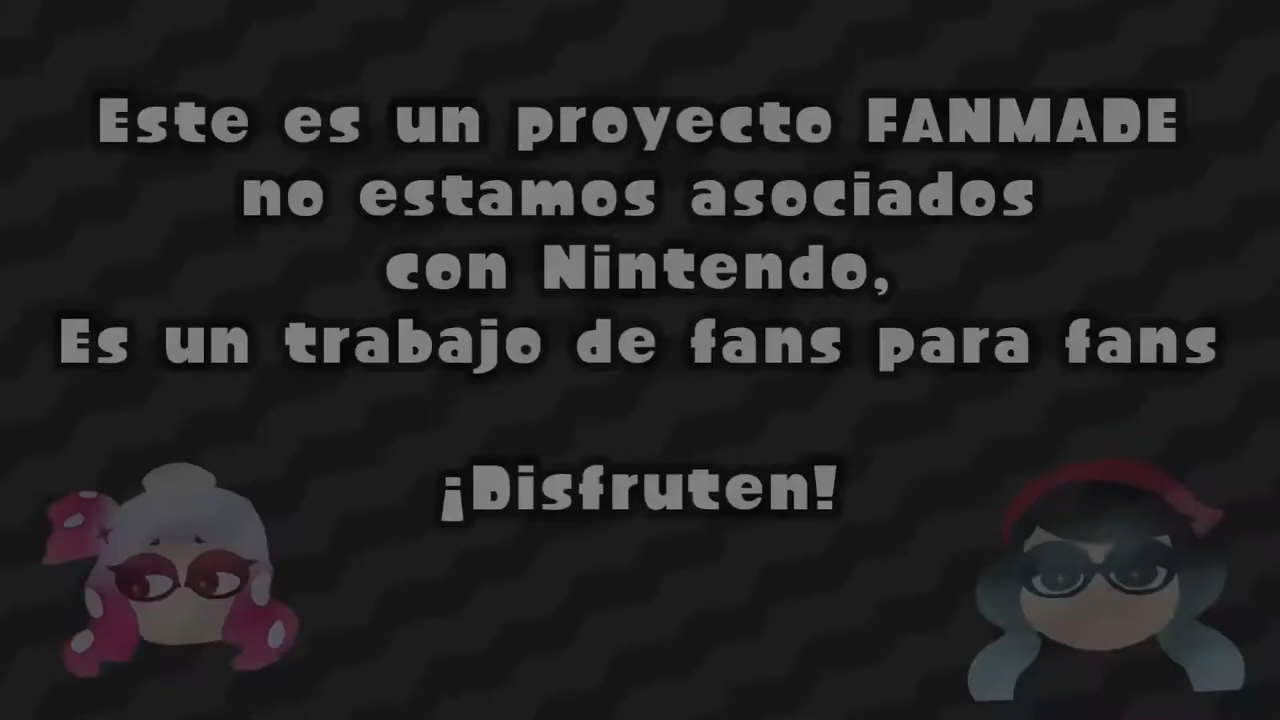 Este es un proyecto FANMADE
no estamos asociados
con Nintendo,
Es un trabajo de fans para fans
¡Disfruten!